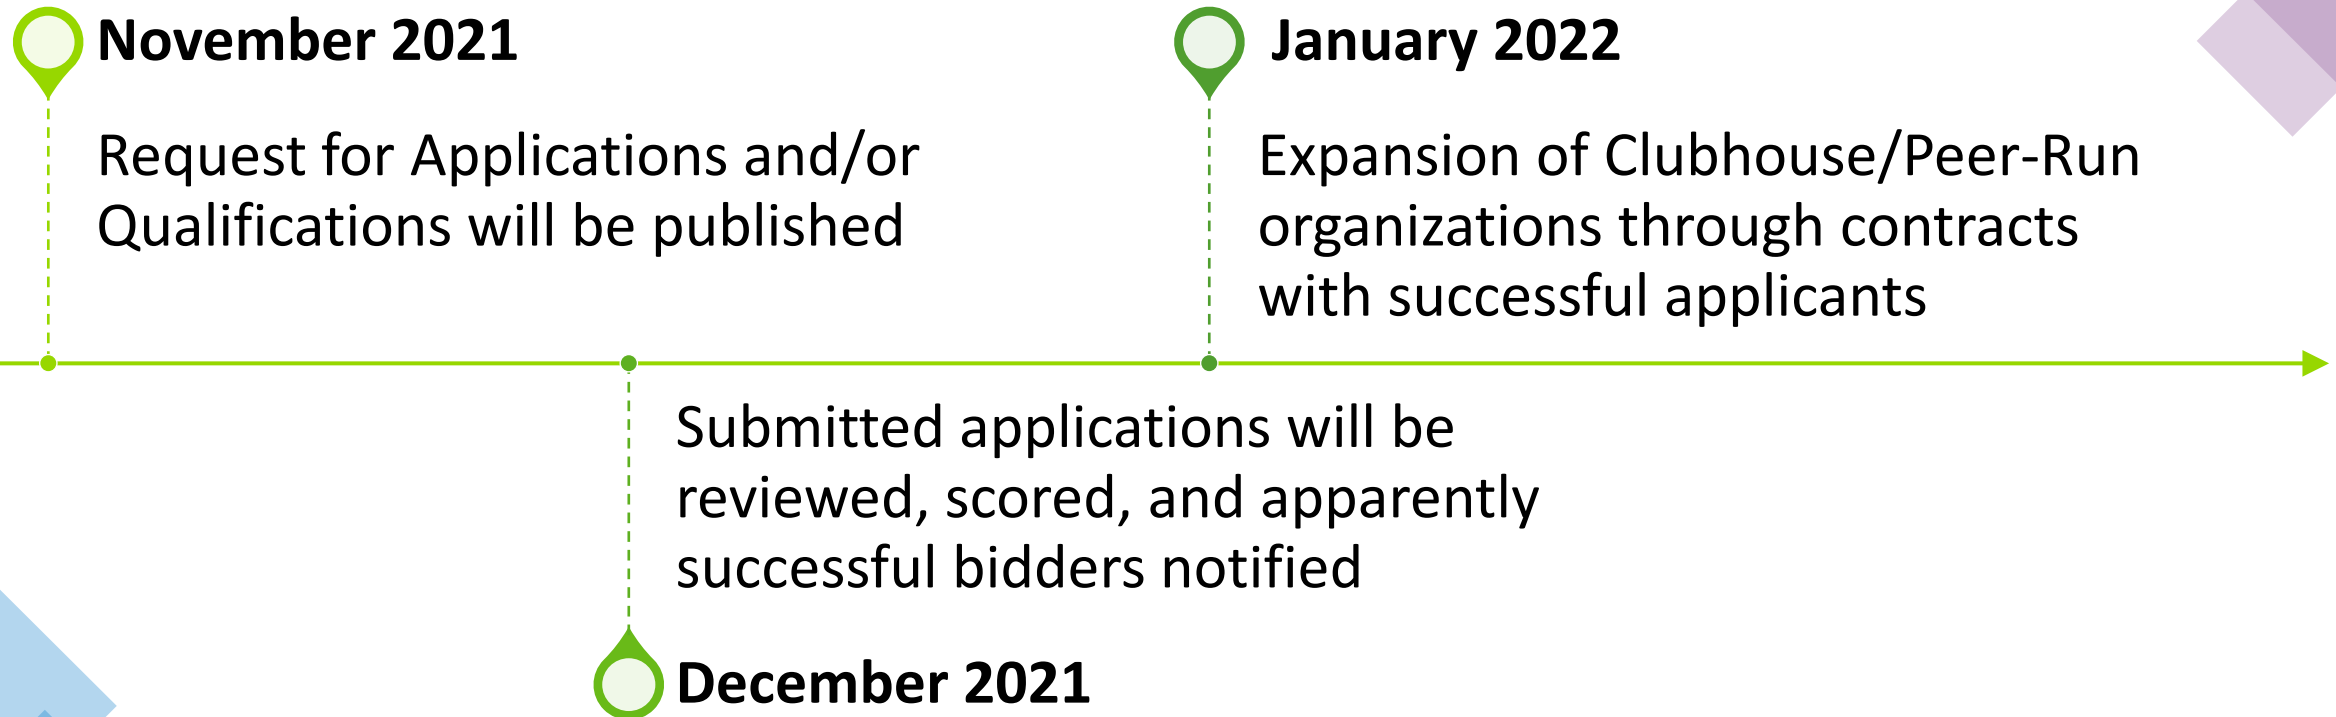 November 2021
Request for Applications and/or
Qualifications will be published
January 2022
Expansion of Clubhouse/Peer-Run
organizations through contracts
with successful applicants
Submitted applications will be
reviewed, scored, and apparently
successful bidders notified
December 2021